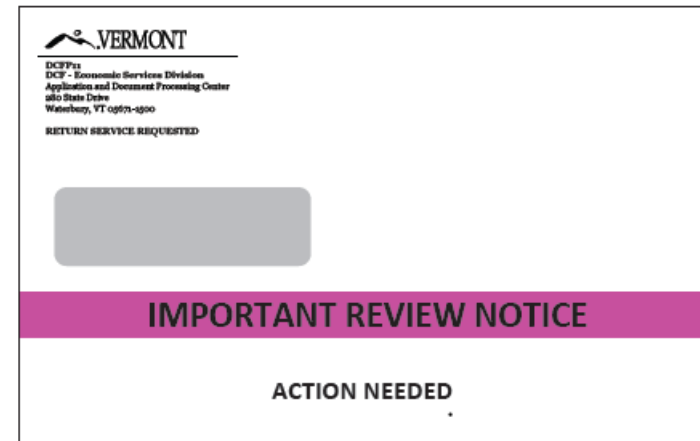 VERMONT
DCFP21
DCF - Economic Services Division
Application and Document Processing Center
280 State Drive
Waterbury, VT 05671-1500
RETURN SERVICE REQUESTED
IMPORTANT REVIEW NOTICE
ACTION NEEDED